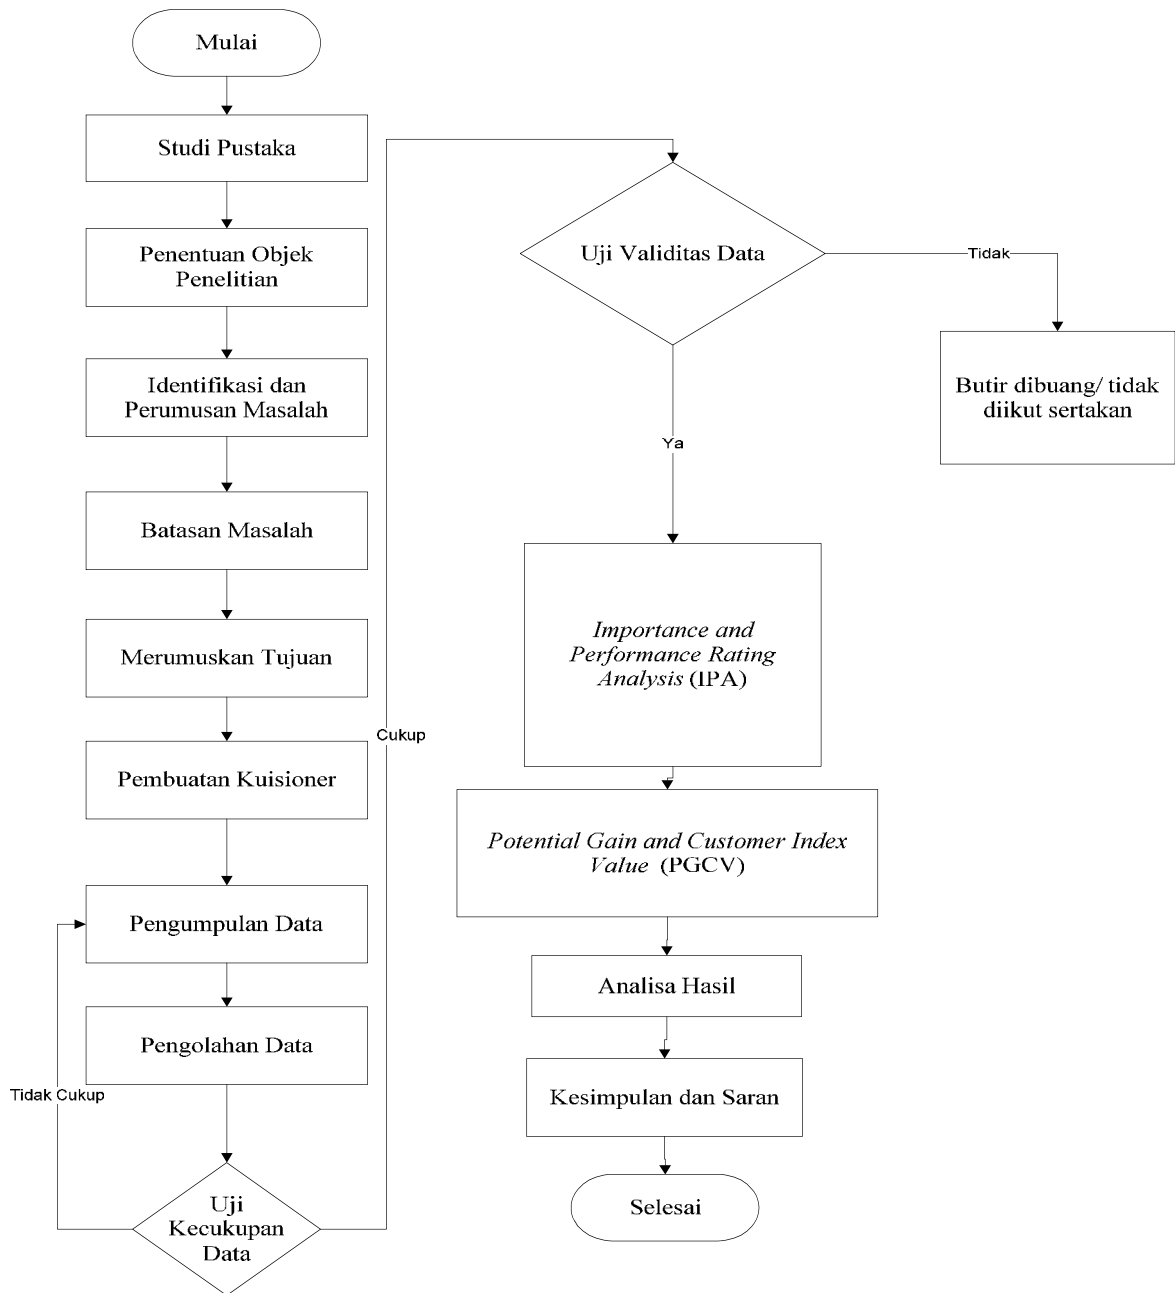 Mulai
Studi Pustaka
Penentuan Objek
Penelitian
Identifikasi dan
Perumusan Masalah
Batasan Masalah
Merumuskan Tujuan
Pembuatan Kuisioner
Pengumpulan Data
Pengolahan Data
Tidak Cukup
Uji
Kecukupan
Data
Cukup
Uji Validitas Data
Tidak
Butir dibuang/ tidak
diikut sertakan
Ya
Importance and
Performance Rating
Analysis (IPA)
Potential Gain and Customer Index
Value (PGCV)
Analisa Hasil
Kesimpulan dan Saran
Selesai